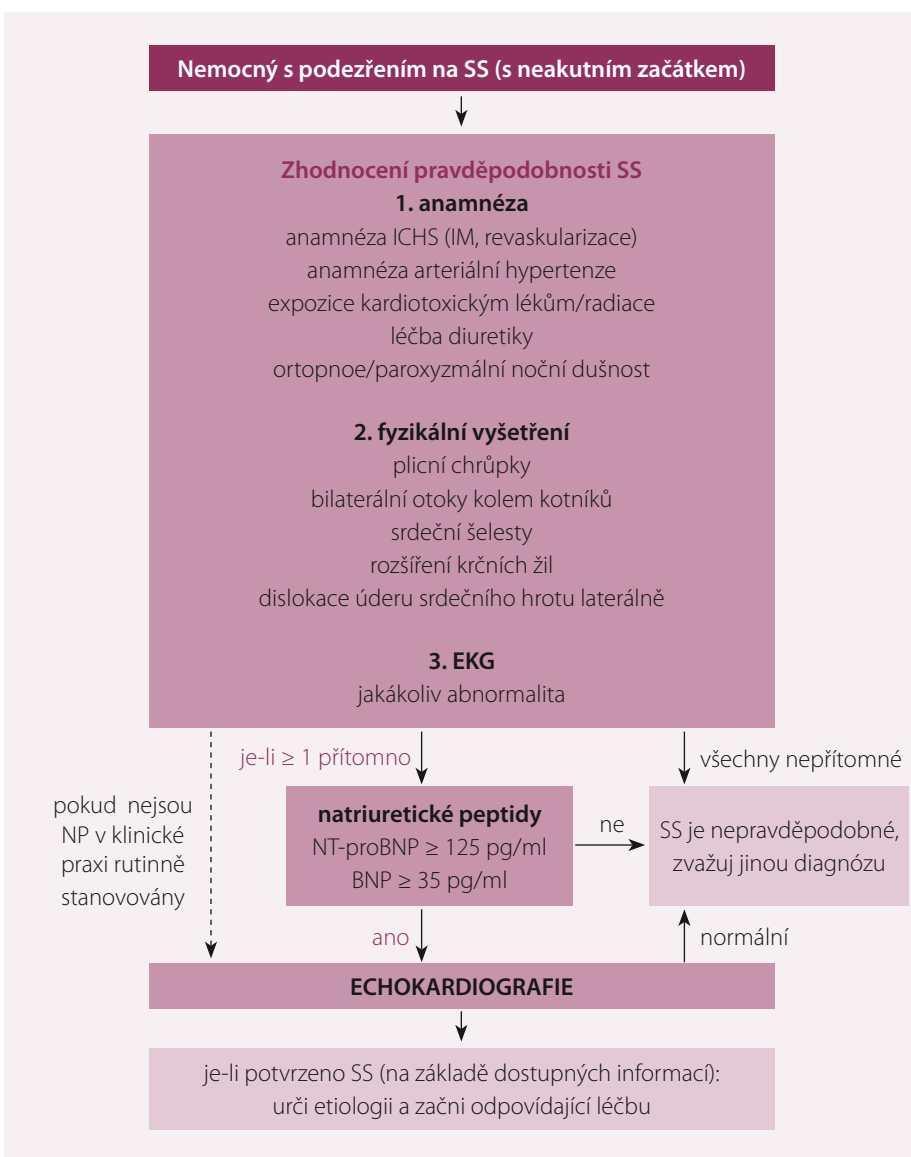 Nemocný s podezřením na SS (s neakutním začátkem)
Zhodnocení pravděpodobnosti SS
1. anamnéza
anamnéza ICHS (IM, revaskularizace)
anamnéza arteriální hypertenze
expozice kardiotoxickým lékům/radiace
léčba diuretiky
ortopnoe/paroxyzmální noční dušnost
2. fyzikální vyšetření
plicní chrůpky
bilaterální otoky kolem kotníků
srdeční šelesty
rozšíření krčních žil
dislokace úderu srdečního hrotu laterálně
3. EKG
jakákoliv abnormalita
je-li ≥ 1 přítomno
všechny nepřítomné
pokud nejsou
NP v klinické
praxi rutinně
stanovovány
natriuretické peptidy
NT-proBNP ≥ 125 pg/ml
BNP ≥ 35 pg/ml
ne
SS je nepravděpodobné,
zvažuj jinou diagnózu
ano
normální
ECHOKARDIOGRAFIE
je-li potvrzeno SS (na základě dostupných informací):
urči etiologii a začni odpovídající léčbu